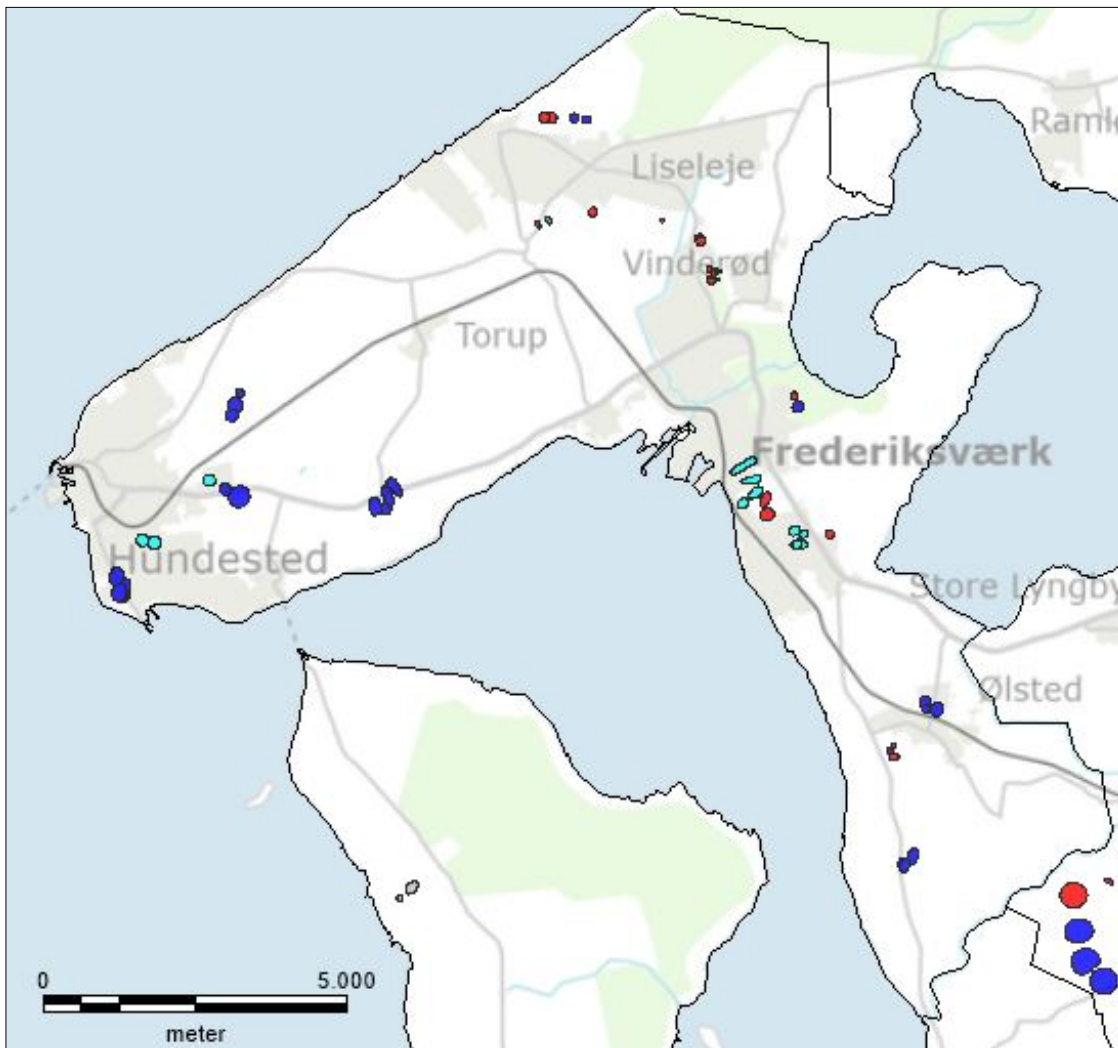 Liseleje
Vinderød
Torup
Frederiksværk
Hundested
Store Lyngby
Ølsted
0 5.000
meter